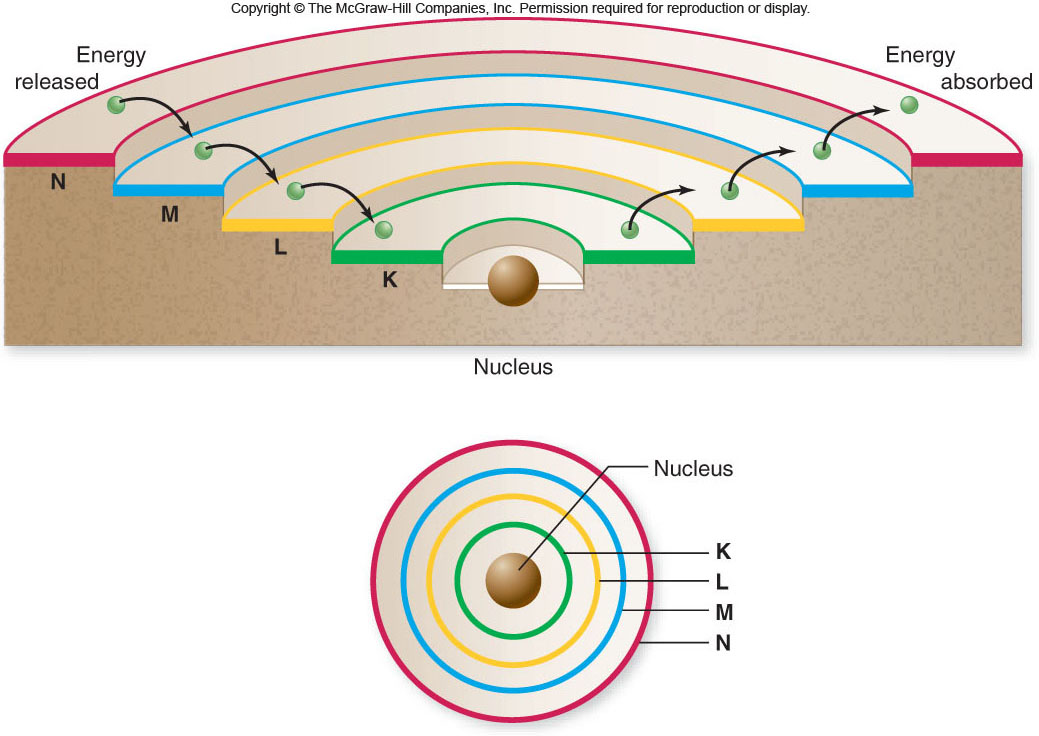 Copyright © The McGraw-Hill Companies, Inc. Permission required for reproduction or display.
Energy
released
Energy
absorbed
N
M
L
K
Nucleus
Nucleus
K
L
M
N